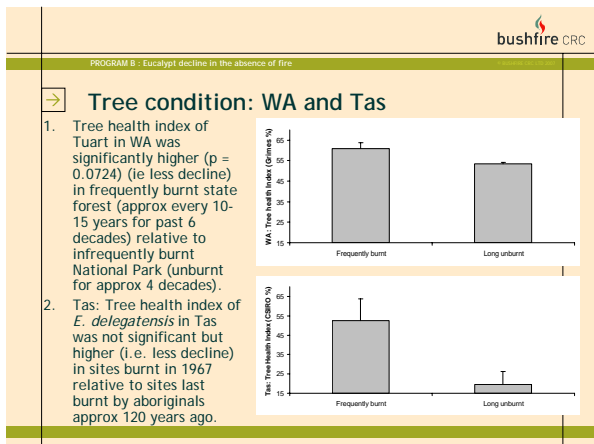 bushfire CRC
PROGRAM B : Eucalypt decline in the absence of fire
Tree condition: WA and Tas
1. Tree health index of
Tuart in WA was
significantly higher (p =
0.0724) (ie less decline)
in frequently burnt state
forest (approx every 10-
15 years for past 6
decades) relative to
infrequently burnt
National Park (unburnt
for approx 4 decades).
2. Tas: Tree health index of
E. delegatensis in Tas
was not significant but
higher (i.e. less decline)
in sites burnt in 1967
relative to sites last
burnt by aboriginals
approx 120 years ago.
WA: Tree health Index (Grimes %)
65
55
45
35
25
15
Frequently burnt
Long unburnt
Tas: Tree Health Index (CSIRO %)
65
55
45
35
25
15
Frequently burnt
Long unburnt